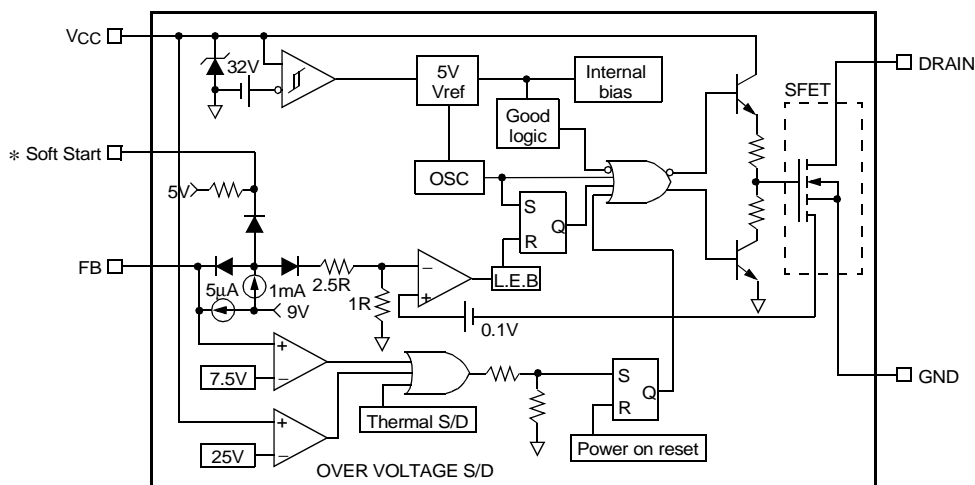 VCC
32V
5V
Vref
Internal
bias
DRAIN
SFET
Good
logic
∗ Soft Start
5V
OSC
S
R
Q
FB
5μA
1mA
9V
2.5R
1R
−
+
L.E.B
0.1V
+
−
7.5V
Thermal S/D
S
R
Q
GND
+
−
25V
Power on reset
OVER VOLTAGE S/D